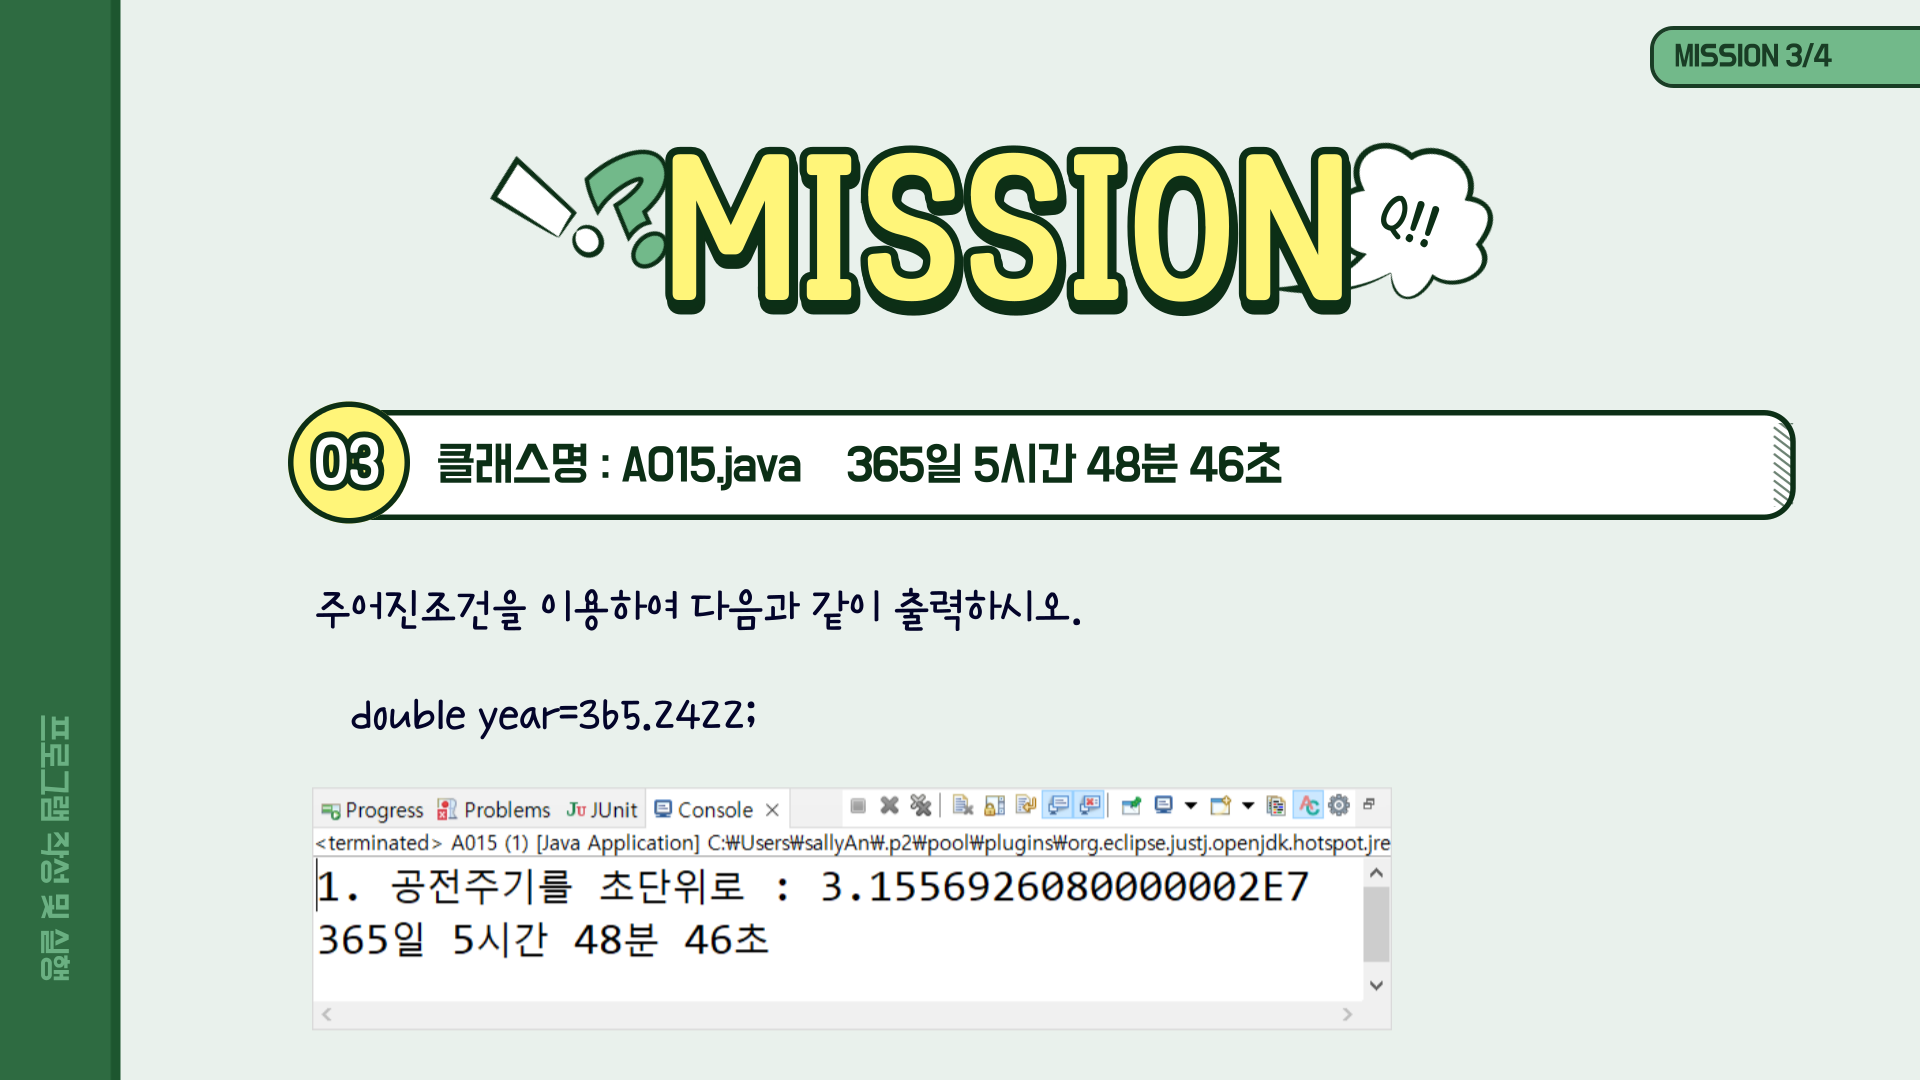 MISSION 3/4
MISSION
Q!!
03
클래스명 : A015.java 365일 5시간 48분 46초
주어진조건을 이용하여 다음과 같이 출력하시오.
double year=365.2422;
Progress Problems JUnit Console
<terminated> A015 (1) [Java Application] C:₩Users₩sallyAn₩.p2₩pool₩plugins₩org.eclipse.justj.openjdk.hotspot.jre
1. 공전주기를 초단위로 : 3.1556926080000002E7
365일 5시간 48분 46초
프로그램 작성 및 실행